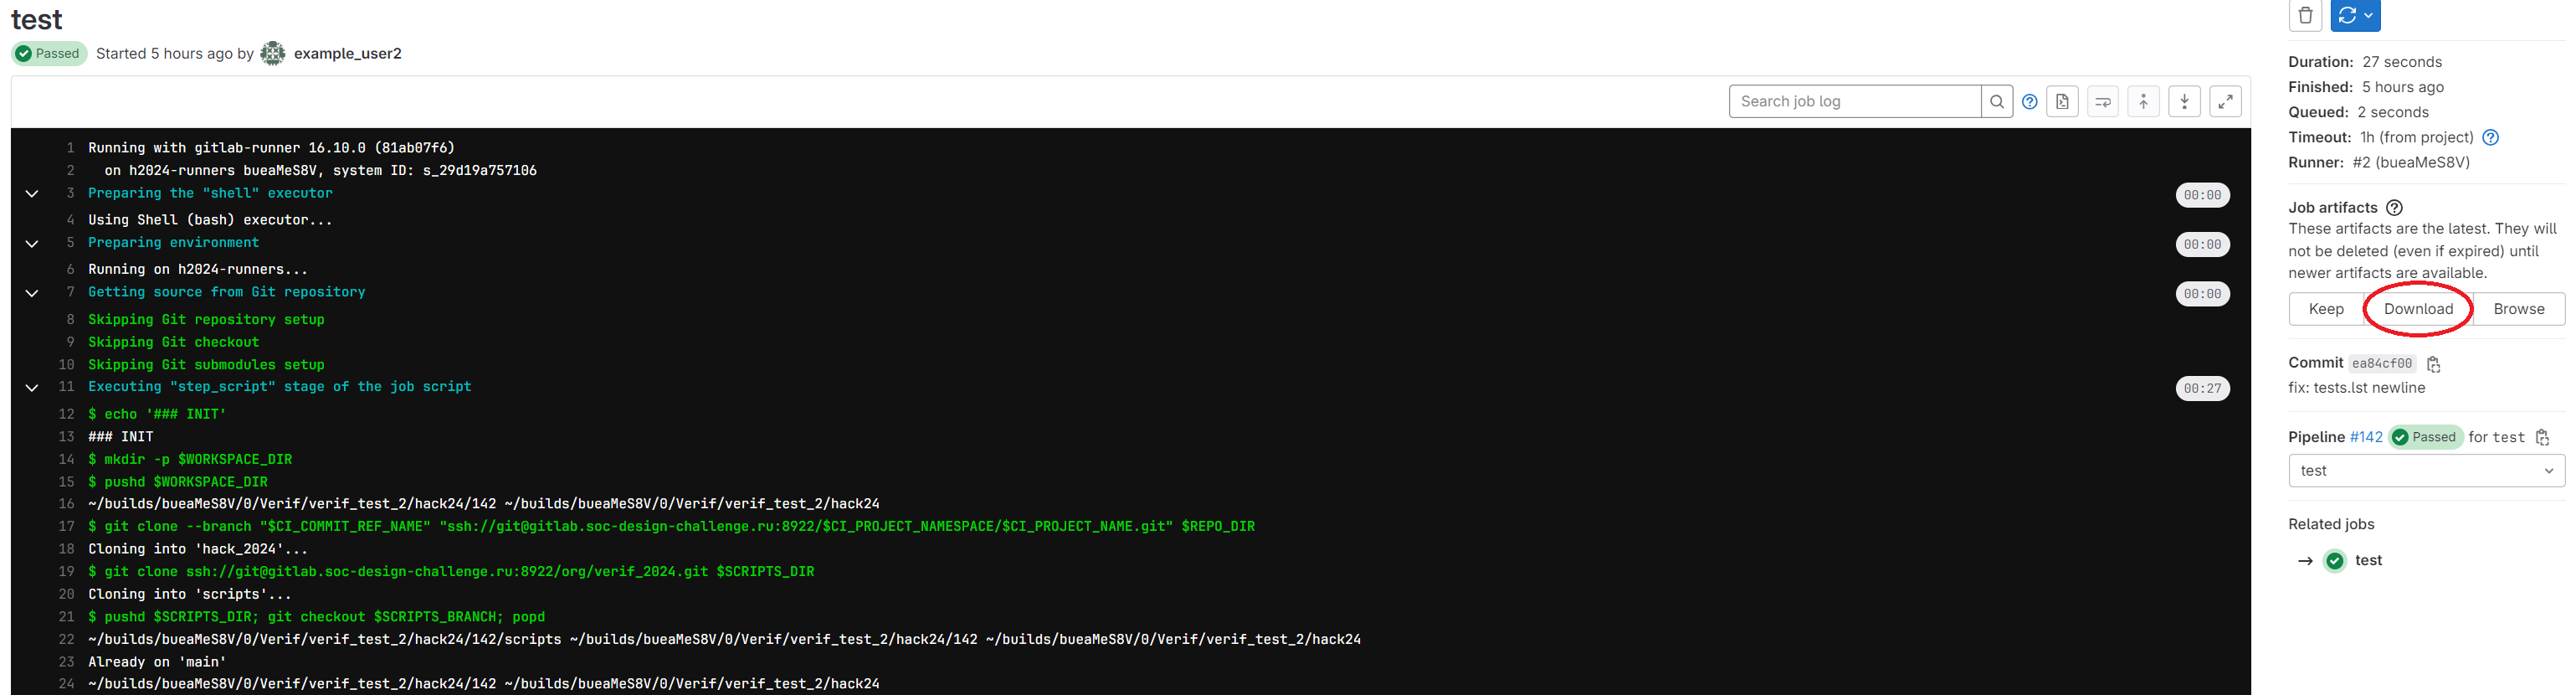 test
Passed Started 5 hours ago by example_user2
Search job log
1 Running with gitlab-runner 16.10.0 (81ab07f6)
2 on h2024-runners bueaMeS8V, system ID: s_29d19a757106
3 Preparing the "shell" executor 00:00
4 Using Shell (bash) executor...
5 Preparing environment 00:00
6 Running on h2024-runners...
7 Getting source from Git repository 00:00
8 Skipping Git repository setup
9 Skipping Git checkout
10 Skipping Git submodules setup
11 Executing "step_script" stage of the job script 00:27
12 $ echo '### INIT'
13 ### INIT
14 $ mkdir -p $WORKSPACE_DIR
15 $ pushd $WORKSPACE_DIR
16 ~/builds/bueaMeS8V/0/Verif/verif_test_2/hack24/142 ~/builds/bueaMeS8V/0/Verif/verif_test_2/hack24
17 $ git clone --branch "$CI_COMMIT_REF_NAME" "ssh://git@gitlab.soc-design-challenge.ru:8922/$CI_PROJECT_NAMESPACE/$CI_PROJECT_NAME.git" $REPO_DIR
18 Cloning into 'hack_2024'...
19 $ git clone ssh://git@gitlab.soc-design-challenge.ru:8922/org/verif_2024.git $SCRIPTS_DIR
20 Cloning into 'scripts'...
21 $ pushd $SCRIPTS_DIR; git checkout $SCRIPTS_BRANCH; popd
22 ~/builds/bueaMeS8V/0/Verif/verif_test_2/hack24/142/scripts ~/builds/bueaMeS8V/0/Verif/verif_test_2/hack24/142 ~/builds/bueaMeS8V/0/Verif/verif_test_2/hack24
23 Already on 'main'
24 ~/builds/bueaMeS8V/0/Verif/verif_test_2/hack24/142 ~/builds/bueaMeS8V/0/Verif/verif_test_2/hack24
Duration: 27 seconds
Finished: 5 hours ago
Queued: 2 seconds
Timeout: 1h (from project)
Runner: #2 (bueaMeS8V)
Job artifacts
These artifacts are the latest. They will
not be deleted (even if expired) until
newer artifacts are available.
Keep Download Browse
Commit ea84cf00
fix: tests.lst newline
Pipeline #142 Passed for test
test
Related jobs
test